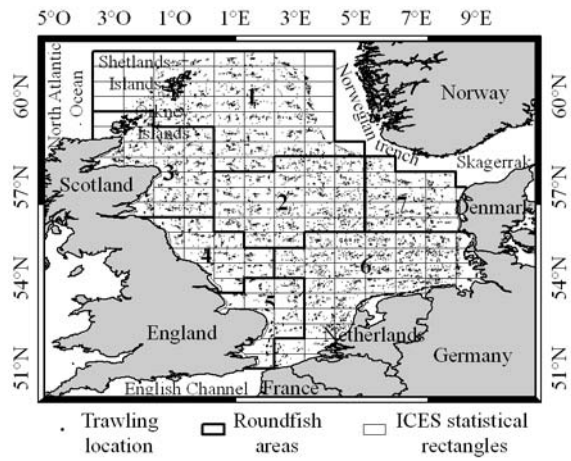 5°O 3°O 1°O 1°E 3°E 5°E 7°E 9°E
60°N
57°N
54°N
51°N
60°N
57°N
54°N
51°N
North Atlantic
Ocean
Shetlands
Islands
Orkney
Islands
Norwegian trench
Norway
Skagerrak
Scotland
Denmark
England
Netherlands
Germany
English Channel
France
1
2
3
4
5
6
7
Trawling
location
Roundfish
areas
ICES statistical
rectangles